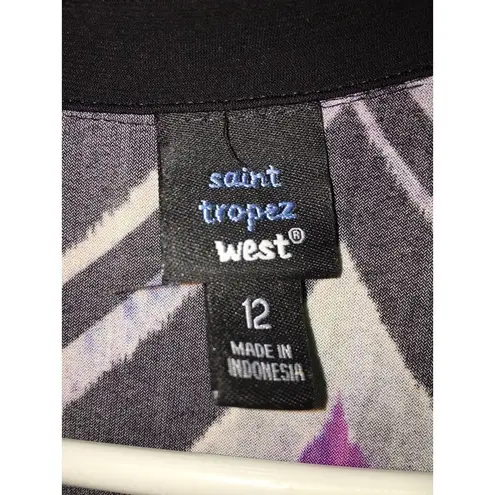 saint
tropez
west®
12
MADE IN
INDONESIA